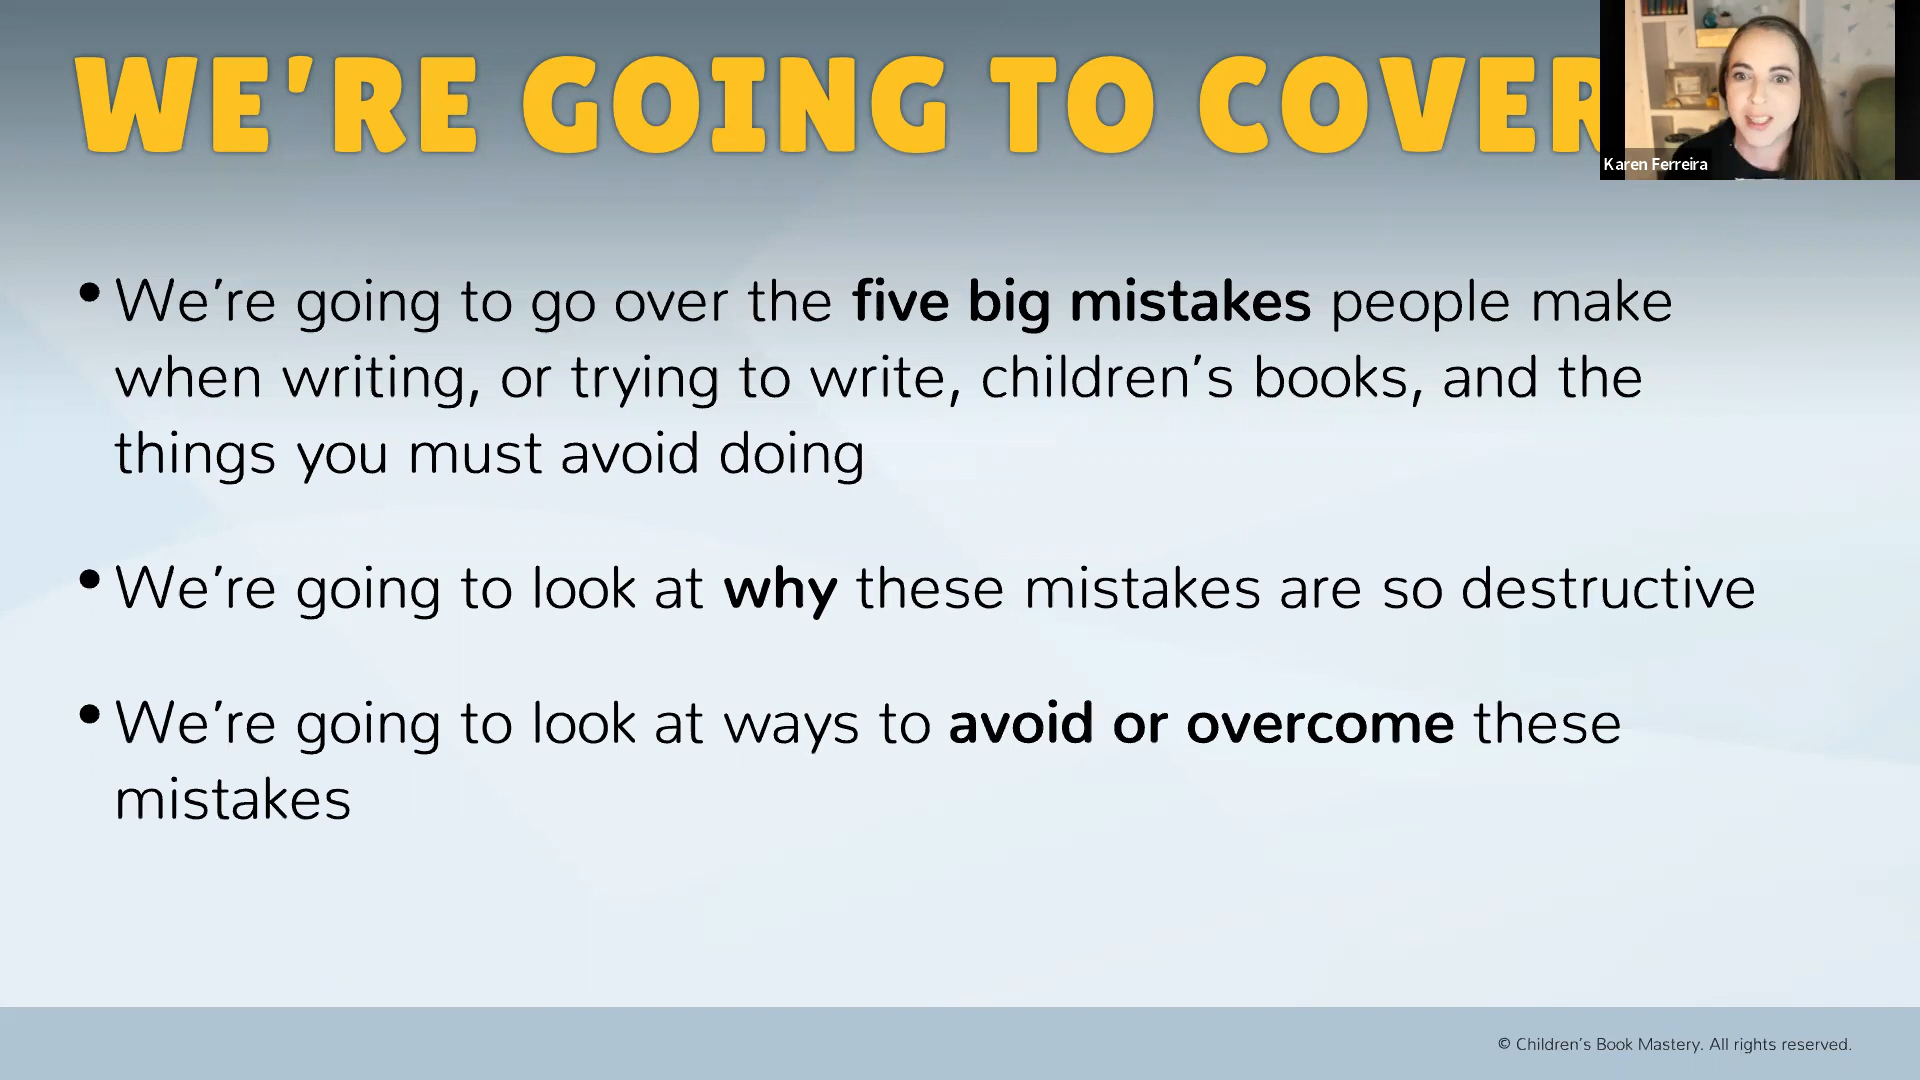 WE'RE GOING TO COVER
Karen Ferreira
• We're going to go over the five big mistakes people make
when writing, or trying to write, children's books, and the
things you must avoid doing
• We're going to look at why these mistakes are so destructive
• We're going to look at ways to avoid or overcome these
mistakes
© Children's Book Mastery. All rights reserved.